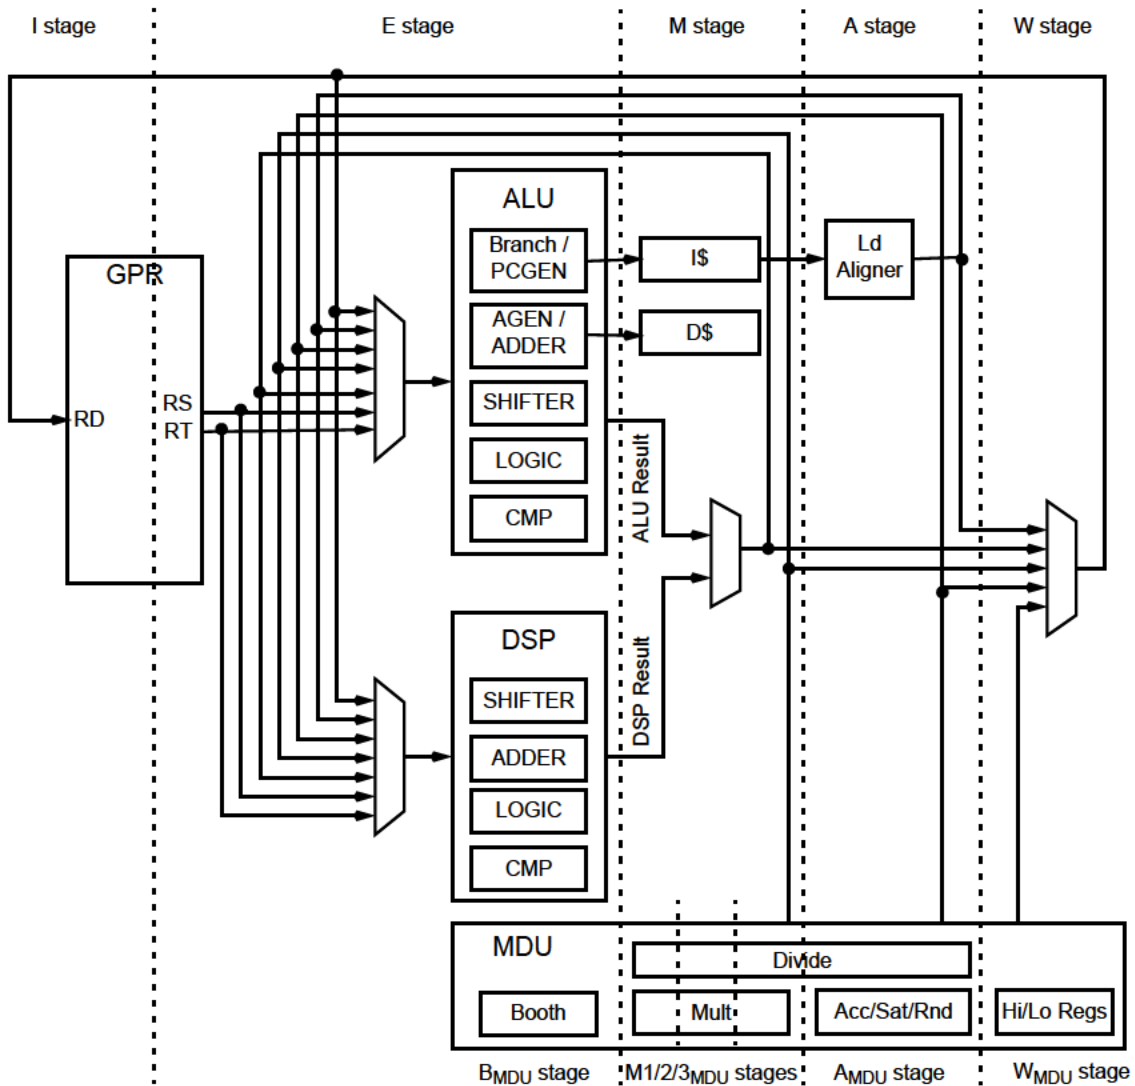 I stage
E stage
M stage
A stage
W stage
ALU
Branch /
PCGEN
I$
Ld
Aligner
GPR
AGEN /
ADDER
D$
SHIFTER
RD
RS
RT
LOGIC
CMP
ALU Result
DSP
SHIFTER
DSP Result
ADDER
LOGIC
CMP
MDU
Divide
Booth
Mult
Acc/Sat/Rnd
Hi/Lo Regs
BMDU stage
M1/2/3MDU stages
AMDU stage
WMDU stage